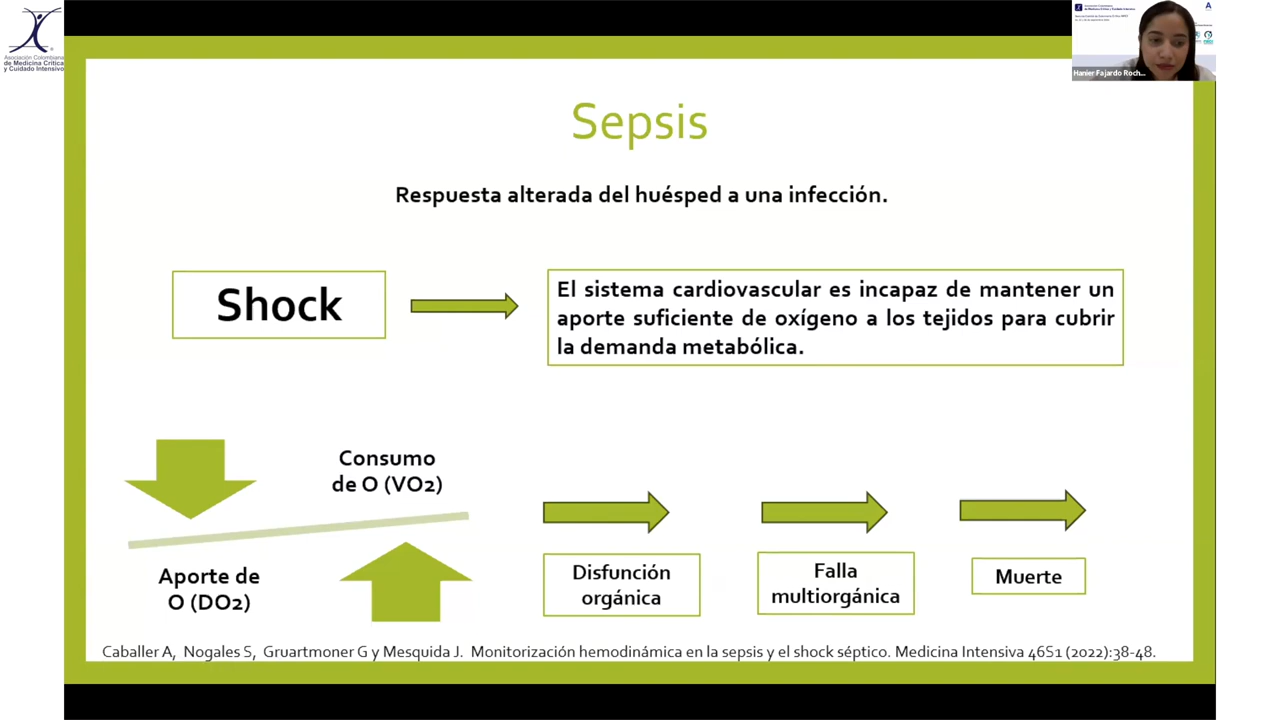 Asociación Colombiana
de Medicina Crítica
y Cuidado Intensivo
Hanier Fajardo Roch...
Sepsis
Respuesta alterada del huésped a una infección.
Shock
El sistema cardiovascular es incapaz de mantener un
aporte suficiente de oxígeno a los tejidos para cubrir
la demanda metabólica.
Consumo
de O (VO2)
Aporte de
O (DO2)
Disfunción
orgánica
Falla
multiorgánica
Muerte
Caballer A, Nogales S, Gruartmoner G y Mesquida J. Monitorización hemodinámica en la sepsis y el shock séptico. Medicina Intensiva 46S1 (2022):38-48.